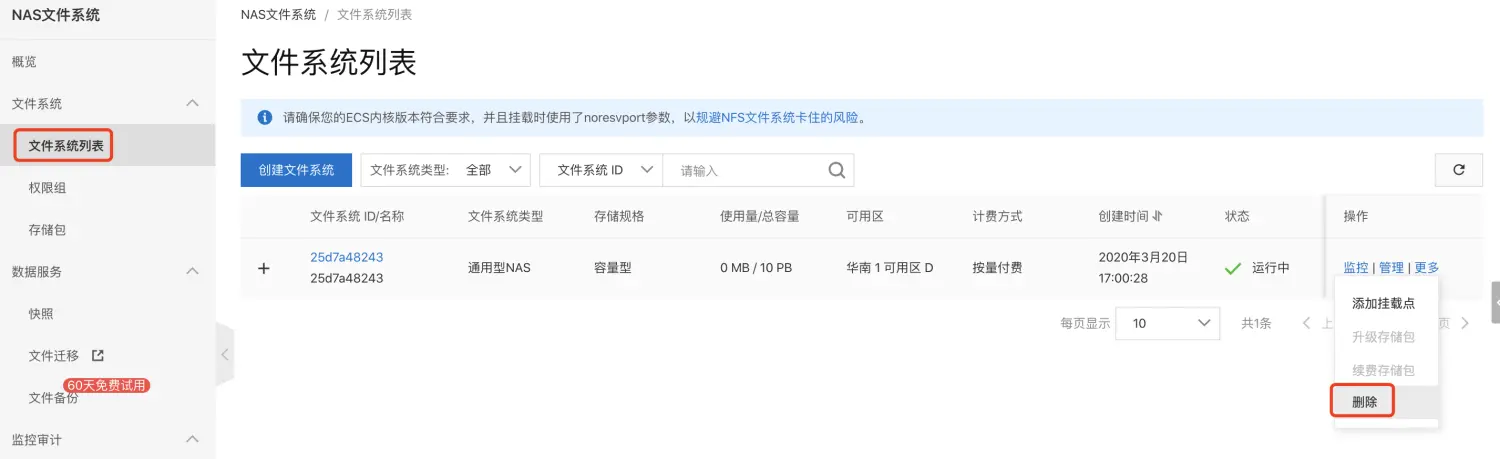 NAS文件系统
概览
文件系统
文件系统列表
权限组
存储包
数据服务
快照
文件迁移
60天免费试用
文件备份
监控审计
NAS文件系统 / 文件系统列表
文件系统列表
请确保您的ECS内核版本符合要求，并且挂载时使用了noresvport参数，以规避NFS文件系统卡住的风险。
创建文件系统 文件系统类型: 全部 文件系统 ID 请输入
文件系统 ID/名称 文件系统类型 存储规格 使用量/总容量 可用区 计费方式 创建时间 状态 操作
25d7a48243
25d7a48243
通用型NAS 容量型 0 MB / 10 PB 华南 1 可用区 D 按量付费
2020年3月20日
17:00:28
运行中 监控 | 管理 | 更多
添加挂载点
升级存储包
续费存储包
删除
每页显示 10 共1条 上 页